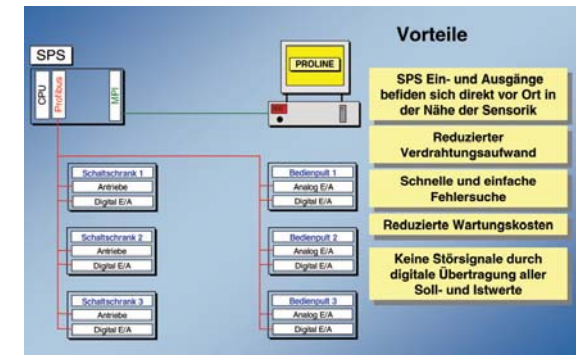 SPS
CPU
Profibus
MPI
PROLINE
Schaltschrank 1
Antriebe
Digital E/A
Schaltschrank 2
Antriebe
Digital E/A
Schaltschrank 3
Antriebe
Digital E/A
Bedienpult 1
Analog E/A
Digital E/A
Bedienpult 2
Analog E/A
Digital E/A
Bedienpult 3
Analog E/A
Digital E/A
Vorteile
SPS Ein- und Ausgänge
befiden sich direkt vor Ort in
der Nähe der Sensorik
Reduzierter
Verdrahtungsaufwand
Schnelle und einfache
Fehlersuche
Reduzierte Wartungskosten
Keine Störsignale durch
digitale Übertragung aller
Soll- und Istwerte